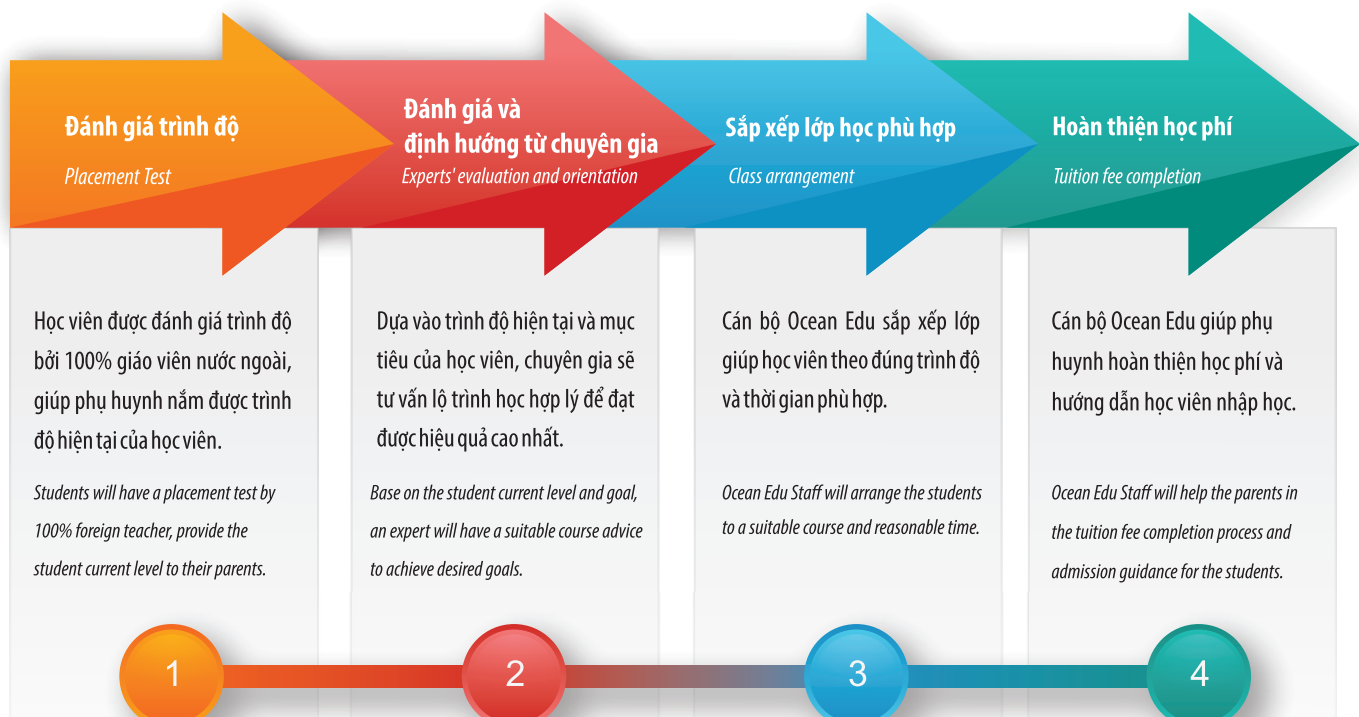 Đánh giá trình độ
Placement Test
Đánh giá và
định hướng từ chuyên gia
Experts' evaluation and orientation
Sắp xếp lớp học phù hợp
Class arrangement
Hoàn thiện học phí
Tuition fee completion
Học viên được đánh giá trình độ
bởi 100% giáo viên nước ngoài,
giúp phụ huynh nắm được trình
độ hiện tại của học viên.
Students will have a placement test by
100% foreign teacher, provide the
student current level to their parents.
Dựa vào trình độ hiện tại và mục
tiêu của học viên, chuyên gia sẽ
tư vấn lộ trình học hợp lý để đạt
được hiệu quả cao nhất.
Base on the student current level and goal,
an expert will have a suitable course advice
to achieve desired goals.
Cán bộ Ocean Edu sắp xếp lớp
giúp học viên theo đúng trình độ
và thời gian phù hợp.
Ocean Edu Staff will arrange the students
to a suitable course and reasonable time.
Cán bộ Ocean Edu giúp phụ
huynh hoàn thiện học phí và
hướng dẫn học viên nhập học.
Ocean Edu Staff will help the parents in
the tuition fee completion process and
admission guidance for the students.
1
2
3
4